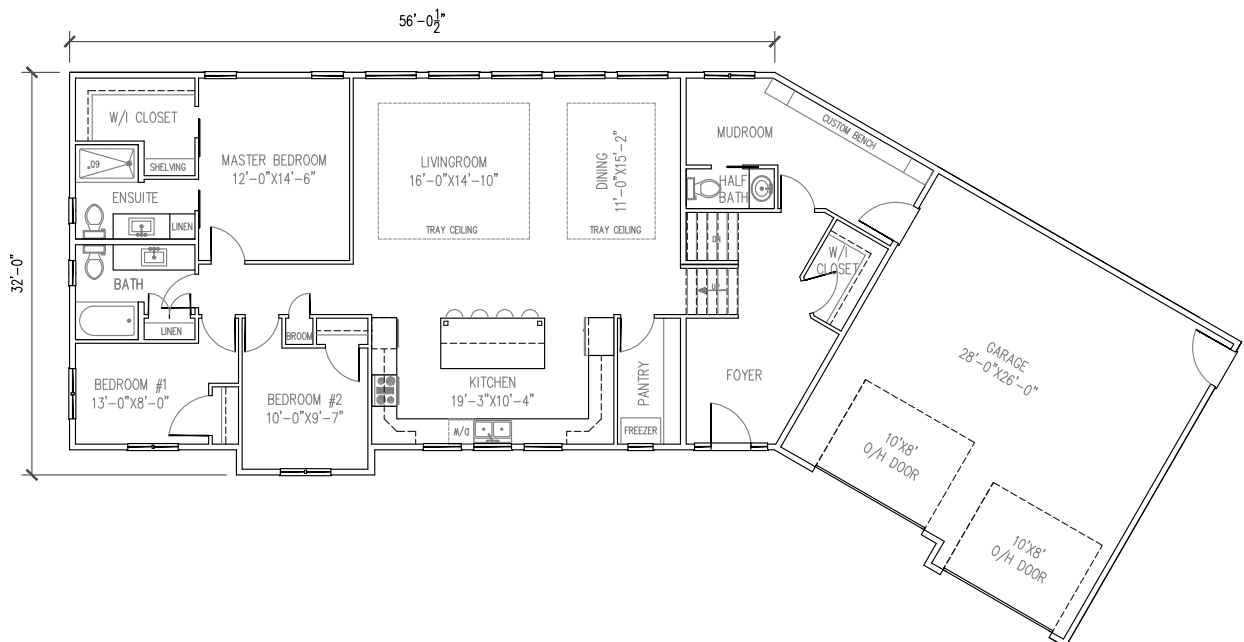 56'-0½"
32'-0"
W/I CLOSET
SHELVING
60"
ENSUITE
LINEN
MASTER BEDROOM
12'-0"X14'-6"
LIVINGROOM
16'-0"X14'-10"
TRAY CEILING
DINING
11'-0"X15'-2"
TRAY CEILING
MUDROOM
CUSTOM BENCH
HALF
BATH
DN
UP
W/I
CLOSET
BATH
LINEN
BROOM
BEDROOM #1
13'-0"X8'-0"
BEDROOM #2
10'-0"X9'-7"
KITCHEN
19'-3"X10'-4"
D/W
PANTRY
FREEZER
FOYER
GARAGE
28'-0"X26'-0"
10'X8'
O/H DOOR
10'X8'
O/H DOOR